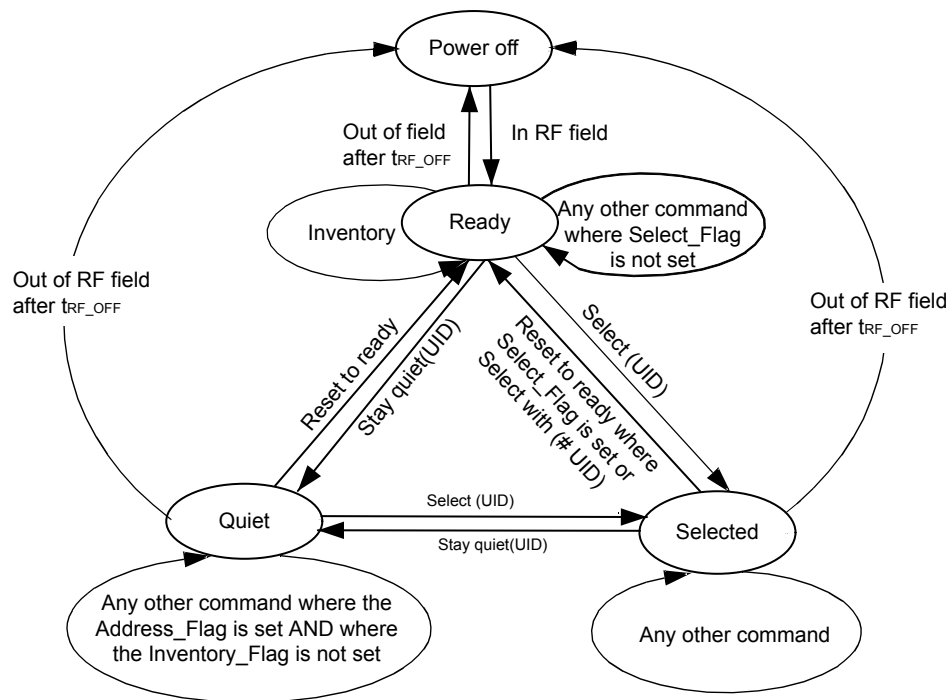 Power off
Out of field
after tRF_OFF
In RF field
Inventory
Ready
Any other command
where Select_Flag
is not set
Out of RF field
after tRF_OFF
Out of RF field
after tRF_OFF
Reset to ready
Stay quiet(UID)
Reset to ready where
Select_Flag is set or
Select with (# UID)
Select (UID)
Quiet
Select (UID)
Stay quiet(UID)
Selected
Any other command where the
Address_Flag is set AND where
the Inventory_Flag is not set
Any other command